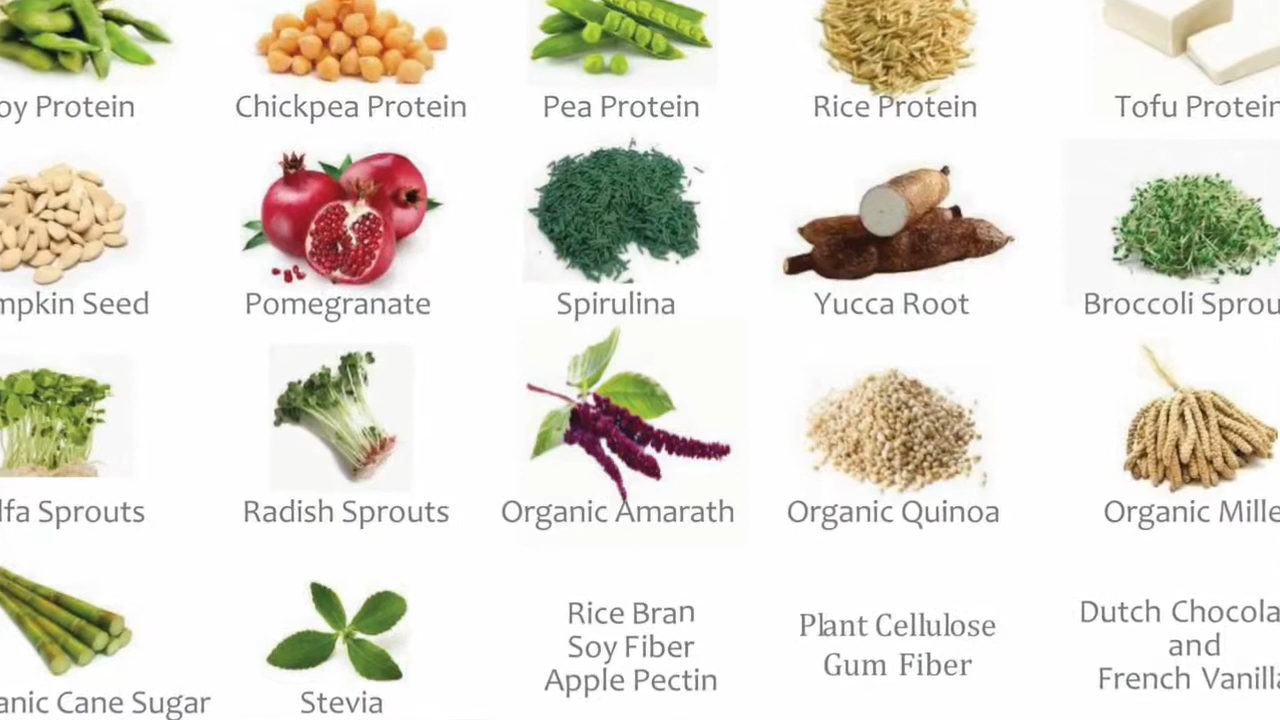 oy Protein
Chickpea Protein
Pea Protein
Rice Protein
Tofu Protein
mpkin Seed
Pomegranate
Spirulina
Yucca Root
Broccoli Sprou
lfa Sprouts
Radish Sprouts
Organic Amarath
Organic Quinoa
Organic Mille
anic Cane Sugar
Stevia
Rice Bran
Soy Fiber
Apple Pectin
Plant Cellulose
Gum Fiber
Dutch Chocola
and
French Vanilla